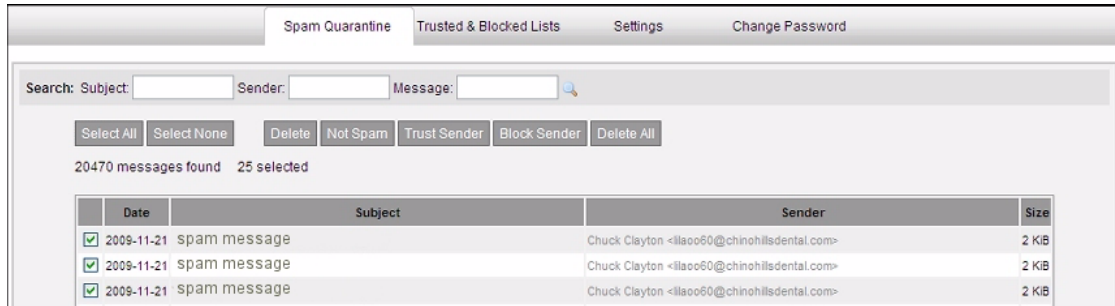 Spam Quarantine Trusted & Blocked Lists Settings Change Password
Search: Subject: Sender: Message:
Select All Select None Delete Not Spam Trust Sender Block Sender Delete All
20470 messages found 25 selected
Date Subject Sender Size
2009-11-21 spam message Chuck Clayton <lilaoo60@chinohillsdental.com> 2 KiB
2009-11-21 spam message Chuck Clayton <lilaoo60@chinohillsdental.com> 2 KiB
2009-11-21 spam message Chuck Clayton <lilaoo60@chinohillsdental.com> 2 KiB